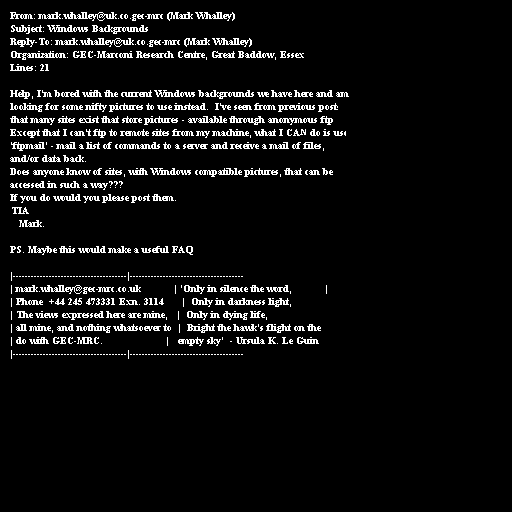 From: mark.whalley@uk.co.gec-mrc (Mark Whalley)
Subject: Windows Backgrounds
Reply-To: mark.whalley@uk.co.gec-mrc (Mark Whalley)
Organization: GEC-Marconi Research Centre, Great Baddow, Essex
Lines: 21

Help, I'm bored with the current Windows backgrounds we have here and am
looking for some nifty pictures to use instead.  I've seen from previous post
that many sites exist that store pictures - available through anonymous ftp
Except that I can't ftp to remote sites from my machine, what I CAN do is use
'ftpmail' - mail a list of commands to a server and receive a mail of files,
and/or data back.
Does anyone know of sites, with Windows compatible pictures, that can be
accessed in such a way???
If you do would you please post them.
TIA
Mark.

PS. Maybe this would make a useful FAQ

|---------------------------------------|---------------------------------------
| mark.whalley@gec-mrc.co.uk | 'Only in silence the word, |
| Phone +44 245 473331 Exn. 3114 | Only in darkness light,
| The views expressed here are mine, | Only in dying life,
| all mine, and nothing whatsoever to | Bright the hawk's flight on the
| do with GEC-MRC. | empty sky' - Ursula K. Le Guin
|---------------------------------------|---------------------------------------